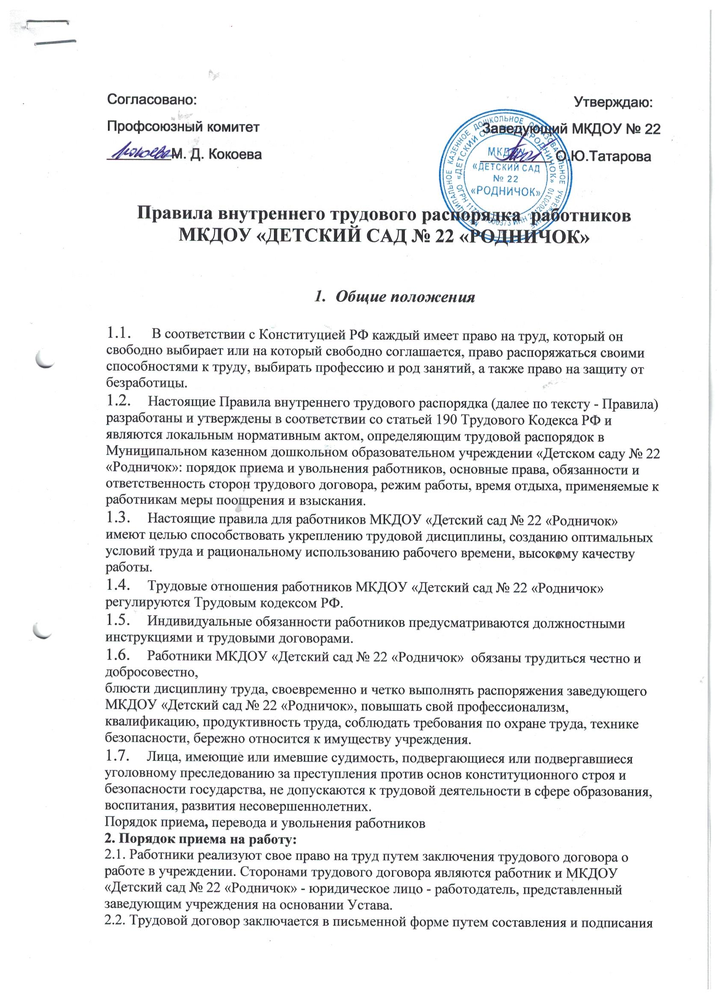 Согласовано:
Утверждаю:
Профсоюзный комитет
Заведующий МКДОУ № 22
М. Д. Кокоева
О.Ю.Татарова
МУНИЦИПАЛЬНОЕ КАЗЕННОЕ ДОШКОЛЬНОЕ ОБРАЗОВАТЕЛЬНОЕ УЧРЕЖДЕНИЕ
«ДЕТСКИЙ САД № 22 «РОДНИЧОК»
МКДОУ
«ДЕТСКИЙ САД
№ 22
«РОДНИЧОК»
Правила внутреннего трудового распорядка работников
МКДОУ «ДЕТСКИЙ САД № 22 «РОДНИЧОК»
1. Общие положения
1.1. В соответствии с Конституцией РФ каждый имеет право на труд, который он
свободно выбирает или на который свободно соглашается, право распоряжаться своими
способностями к труду, выбирать профессию и род занятий, а также право на защиту от
безработицы.
1.2. Настоящие Правила внутреннего трудового распорядка (далее по тексту - Правила)
разработаны и утверждены в соответствии со статьей 190 Трудового Кодекса РФ и
являются локальным нормативным актом, определяющим трудовой распорядок в
Муниципальном казенном дошкольном образовательном учреждении «Детском саду № 22
«Родничок»: порядок приема и увольнения работников, основные права, обязанности и
ответственность сторон трудового договора, режим работы, время отдыха, применяемые к
работникам меры поощрения и взыскания.
1.3. Настоящие правила для работников МКДОУ «Детский сад № 22 «Родничок»
имеют целью способствовать укреплению трудовой дисциплины, созданию оптимальных
условий труда и рациональному использованию рабочего времени, высокому качеству
работы.
1.4. Трудовые отношения работников МКДОУ «Детский сад № 22 «Родничок»
регулируются Трудовым кодексом РФ.
1.5. Индивидуальные обязанности работников предусматриваются должностными
инструкциями и трудовыми договорами.
1.6. Работники МКДОУ «Детский сад № 22 «Родничок» обязаны трудиться честно и
добросовестно,
блюсти дисциплину труда, своевременно и четко выполнять распоряжения заведующего
МКДОУ «Детский сад № 22 «Родничок», повышать свой профессионализм,
квалификацию, продуктивность труда, соблюдать требования по охране труда, технике
безопасности, бережно относится к имуществу учреждения.
1.7. Лица, имеющие или имевшие судимость, подвергающиеся или подвергавшиеся
уголовному преследованию за преступления против основ конституционного строя и
безопасности государства, не допускаются к трудовой деятельности в сфере образования,
воспитания, развития несовершеннолетних.
Порядок приема, перевода и увольнения работников
2. Порядок приема на работу:
2.1. Работники реализуют свое право на труд путем заключения трудового договора о
работе в учреждении. Сторонами трудового договора являются работник и МКДОУ
«Детский сад № 22 «Родничок» - юридическое лицо - работодатель, представленный
заведующим учреждения на основании Устава.
2.2. Трудовой договор заключается в письменной форме путем составления и подписания